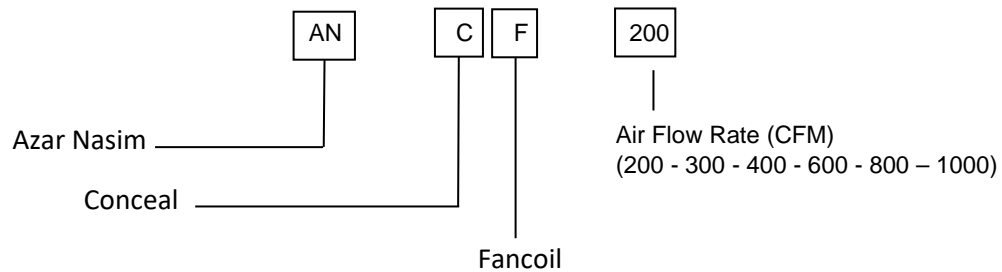 AN C F 200
Azar Nasim
Air Flow Rate (CFM)
(200 - 300 - 400 - 600 - 800 – 1000)
Conceal
Fancoil